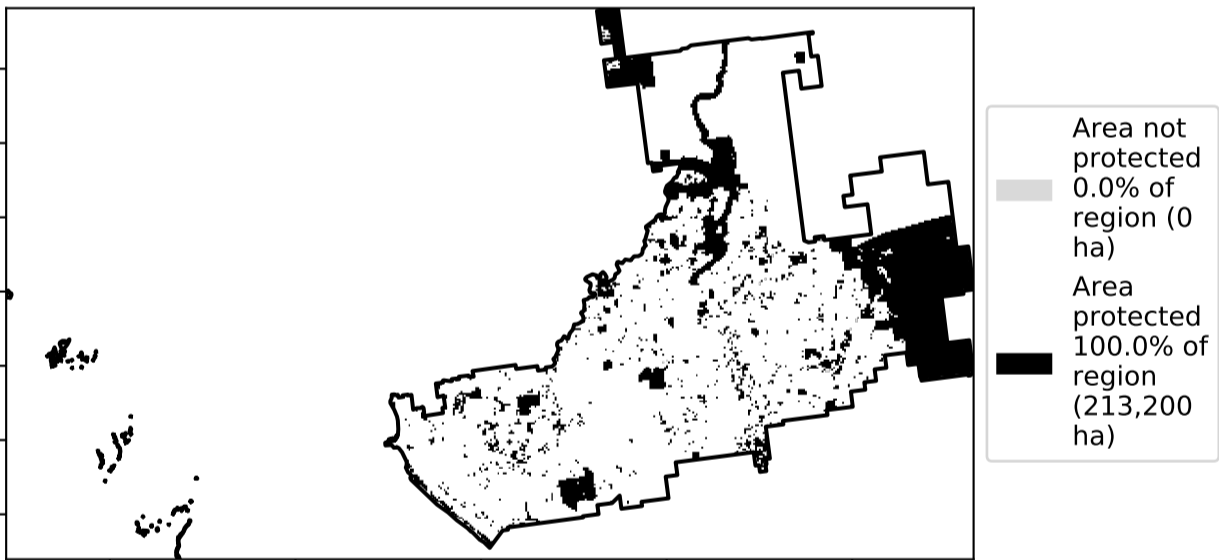 Area not
protected
0.0% of
region (0
ha)
Area
protected
100.0% of
region
(213,200
ha)